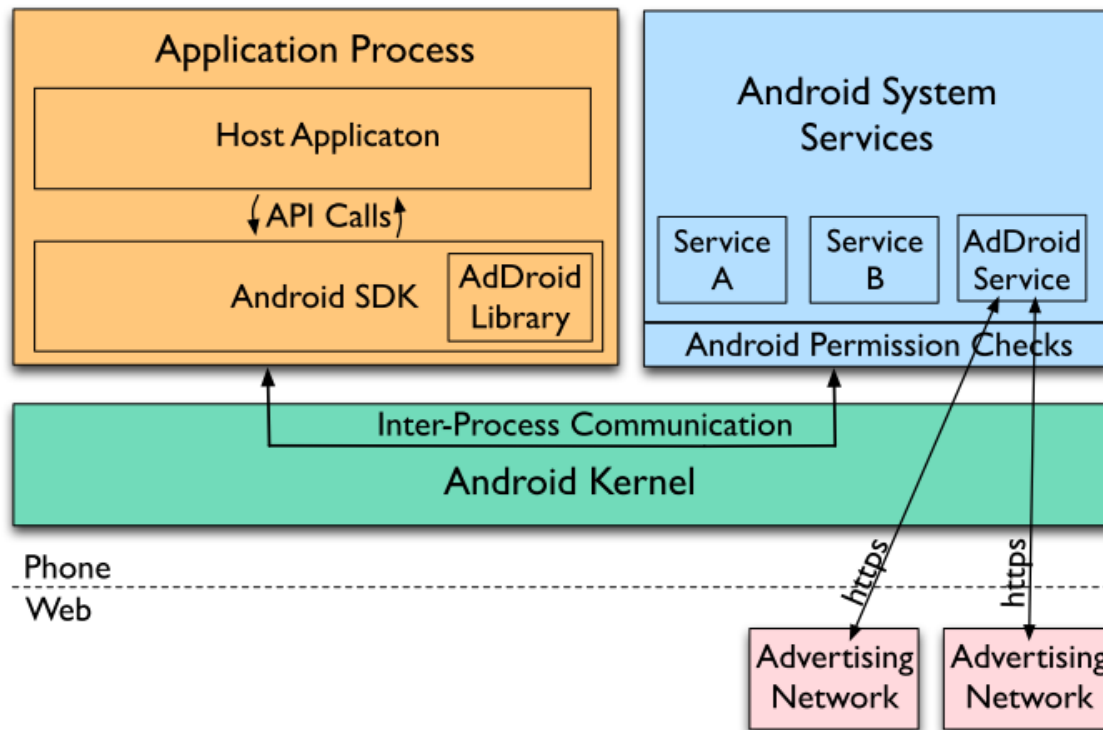 Application Process
Host Applicaton
API Calls
Android SDK
AdDroid
Library
Android System
Services
Service
A
Service
B
AdDroid
Service
Android Permission Checks
Inter-Process Communication
Android Kernel
Phone
Web
https
https
Advertising
Network
Advertising
Network